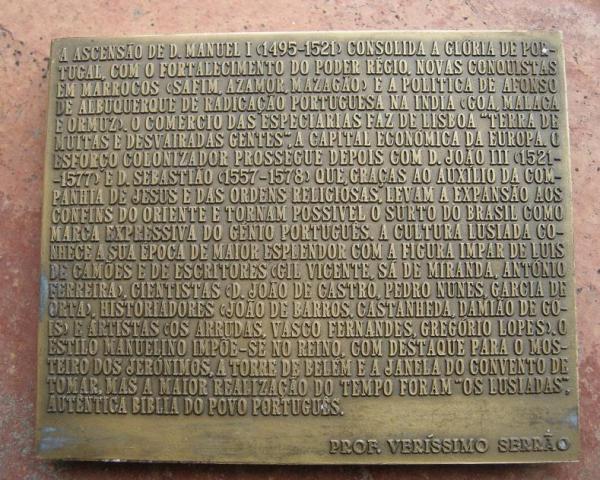 A ASCENSÃO DE D. MANUEL I (1495-1521) CONSOLIDA A GLÓRIA DE POR-
TUGAL, COM O FORTALECIMENTO DO PODER RÉGIO, NOVAS CONQUISTAS
EM MARROCOS (SAFIM, AZAMOR, MAZAGÃO) E A POLITICA DE AFONSO
DE ALBUQUERQUE DE RADICAÇÃO PORTUGUESA NA INDIA (GOA, MALACA
E ORMUZ). O COMÉRCIO DAS ESPECIARIAS FAZ DE LISBOA "TERRA DE
MUITAS E DESVAIRADAS GENTES", A CAPITAL ECONÓMICA DA EUROPA. O
ESFORÇO COLONIZADOR PROSSEGUE DEPOIS COM D. JOÃO III (1521-
-1577) E D. SEBASTIÃO (1557-1578) QUE, GRAÇAS AO AUXÍLIO DA COM-
PANHIA DE JESUS E DAS ORDENS RELIGIOSAS, LEVAM A EXPANSÃO AOS
CONFINS DO ORIENTE E TORNAM POSSIVEL O SURTO DO BRASIL COMO
MARCA EXPRESSIVA DO GÉNIO PORTUGUÊS. A CULTURA LUSIADA CO-
NHECE A SUA ÉPOCA DE MAIOR ESPLENDOR COM A FIGURA IMPAR DE LUIS
DE CAMÕES E DE ESCRITORES (GIL VICENTE, SÁ DE MIRANDA, ANTÓNIO
FERREIRA), CIENTISTAS (D. JOÃO DE CASTRO, PEDRO NUNES, GARCIA DE
ORTA), HISTORIADORES (JOÃO DE BARROS, CASTANHEDA, DAMIÃO DE GÓ-
IS) E ARTISTAS (OS ARRUDAS, VASCO FERNANDES, GREGÓRIO LOPES). O
ESTILO MANUELINO IMPÕE-SE NO REINO, COM DESTAQUE PARA O MOS-
TEIRO DOS JERÓNIMOS, A TORRE DE BELÉM E A JANELA DO CONVENTO DE
TOMAR, MAS A MAIOR REALIZAÇÃO DO TEMPO FORAM "OS LUSIADAS",
AUTÊNTICA BIBLIA DO POVO PORTUGUÊS.
PROF. VERÍSSIMO SERRÃO